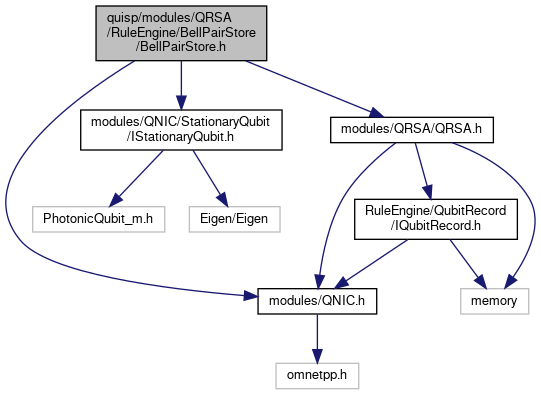 quisp/modules/QRSA
/RuleEngine/BellPairStore
/BellPairStore.h
modules/QNIC/StationaryQubit
/IStationaryQubit.h
modules/QRSA/QRSA.h
PhotonicQubit_m.h
Eigen/Eigen
RuleEngine/QubitRecord
/IQubitRecord.h
modules/QNIC.h
memory
omnetpp.h